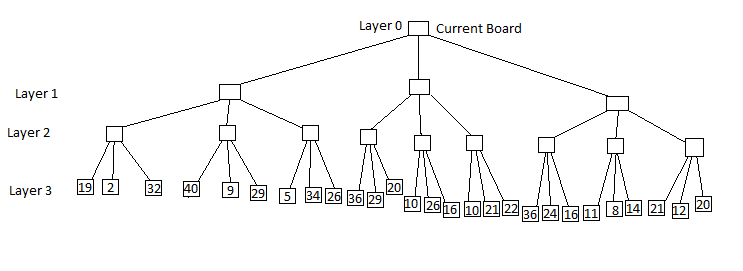 Layer 0 Current Board
Layer 1
Layer 2
Layer 3 19 2 32 40 9 29 5 34 26 36 29 20 10 26 16 10 21 22 36 24 16 11 8 14 21 12 20